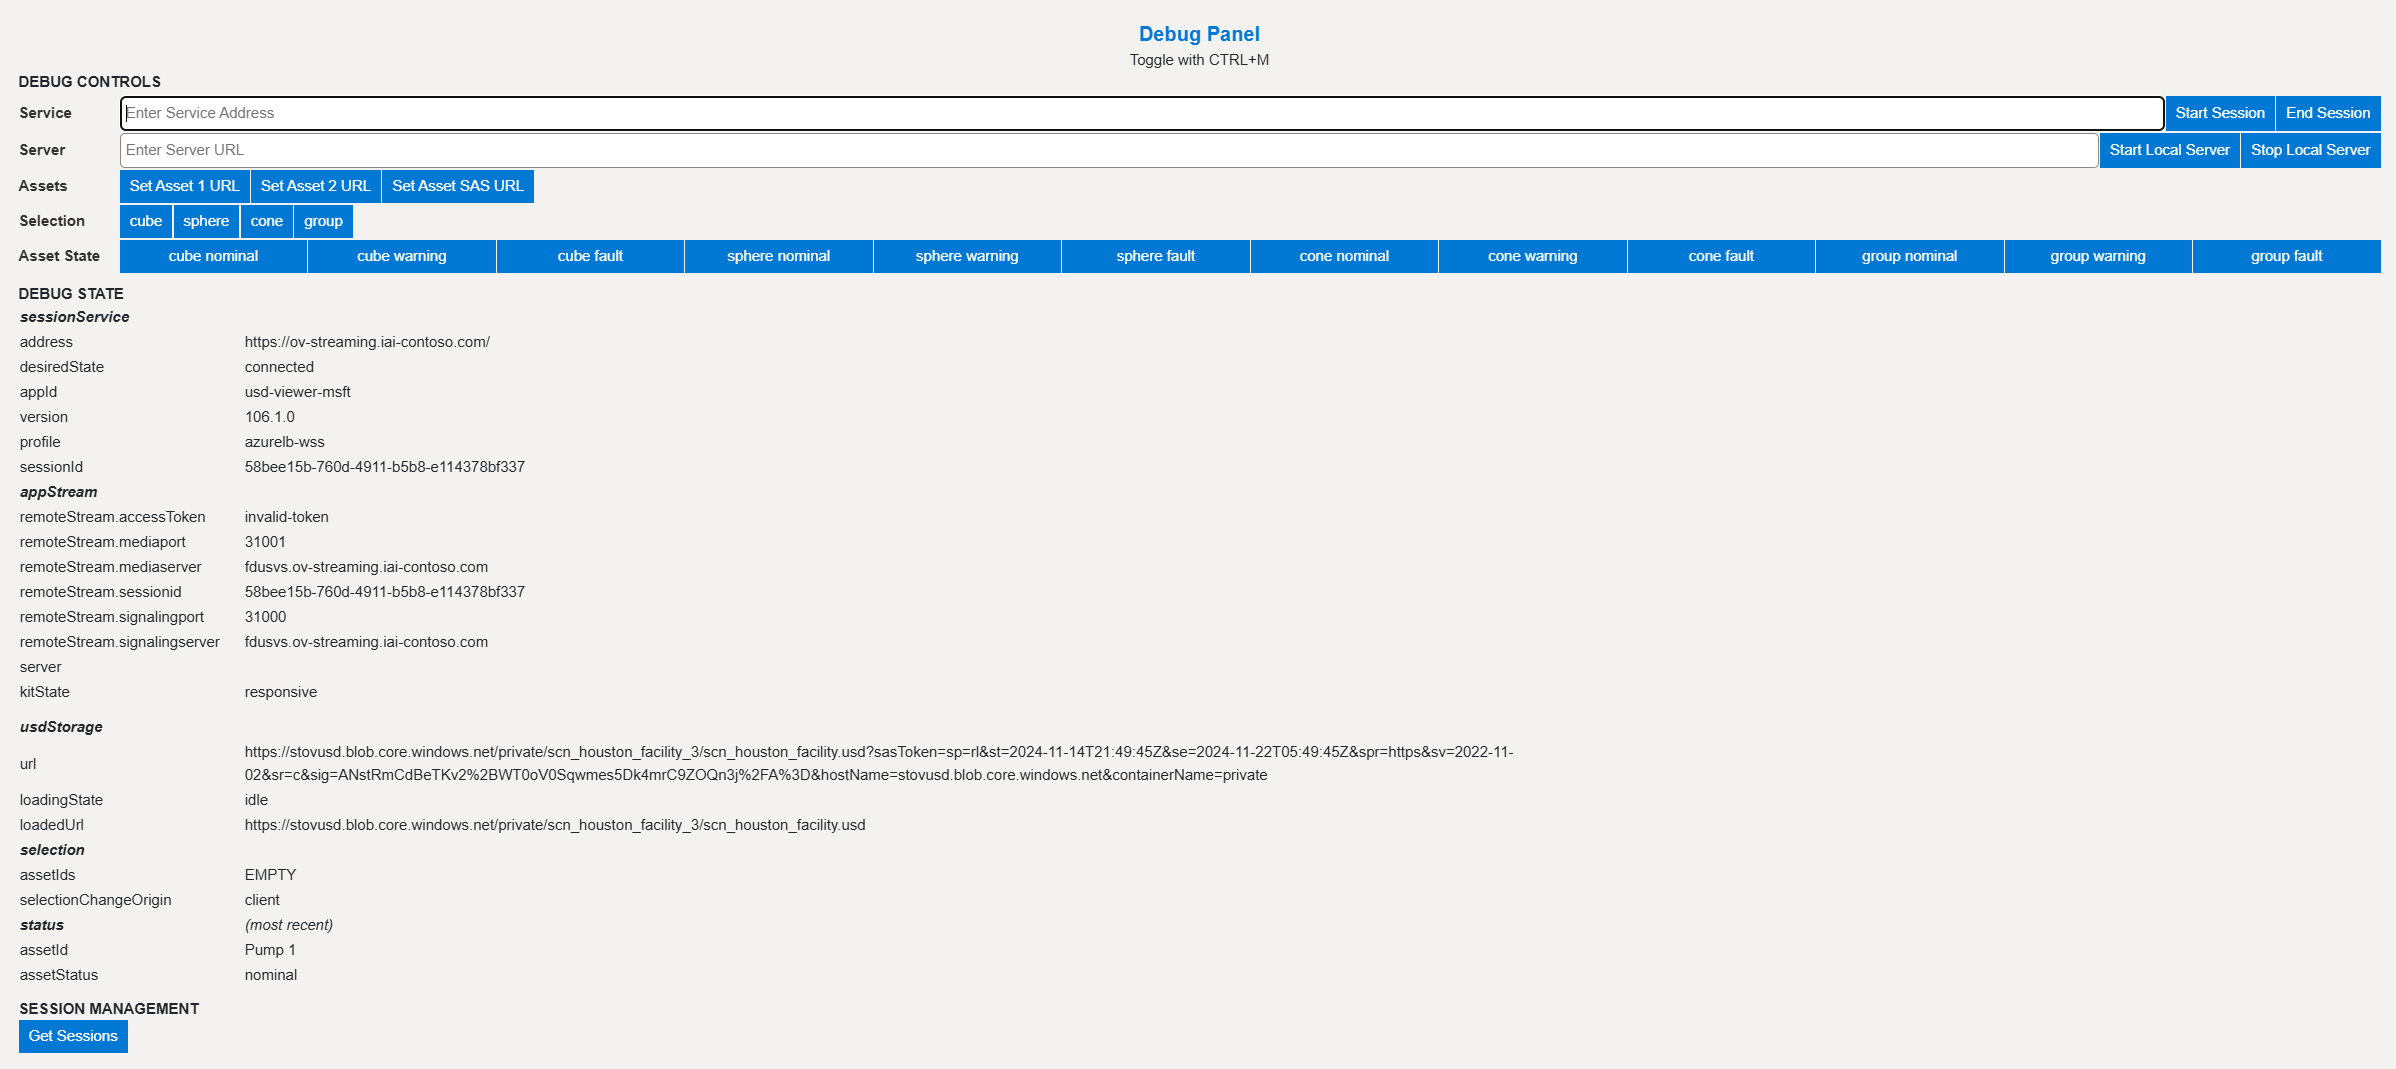 Debug Panel
Toggle with CTRL+M
DEBUG CONTROLS
Service Enter Service Address Start Session End Session
Server Enter Server URL Start Local Server Stop Local Server
Assets Set Asset 1 URL Set Asset 2 URL Set Asset SAS URL
Selection cube sphere cone group
Asset State cube nominal cube warning cube fault sphere nominal sphere warning sphere fault cone nominal cone warning cone fault group nominal group warning group fault
DEBUG STATE
sessionService
address https://ov-streaming.iai-contoso.com/
desiredState connected
appId usd-viewer-msft
version 106.1.0
profile azurelb-wss
sessionId 58bee15b-760d-4911-b5b8-e114378bf337
appStream
remoteStream.accessToken invalid-token
remoteStream.mediaport 31001
remoteStream.mediaserver fdusvs.ov-streaming.iai-contoso.com
remoteStream.sessionid 58bee15b-760d-4911-b5b8-e114378bf337
remoteStream.signalingport 31000
remoteStream.signalingserver fdusvs.ov-streaming.iai-contoso.com
server
kitState responsive
usdStorage
url https://stovusd.blob.core.windows.net/private/scn_houston_facility_3/scn_houston_facility.usd?sasToken=sp=rl&st=2024-11-14T21:49:45Z&se=2024-11-22T05:49:45Z&spr=https&sv=2022-11-
02&sr=c&sig=ANstRmCdBeTKv2%2BWT0oV0Sqwmes5Dk4mrC9ZOQn3j%2FA%3D&hostName=stovusd.blob.core.windows.net&containerName=private
loadingState idle
loadedUrl https://stovusd.blob.core.windows.net/private/scn_houston_facility_3/scn_houston_facility.usd
selection
assetIds EMPTY
selectionChangeOrigin client
status (most recent)
assetId Pump 1
assetStatus nominal
SESSION MANAGEMENT
Get Sessions